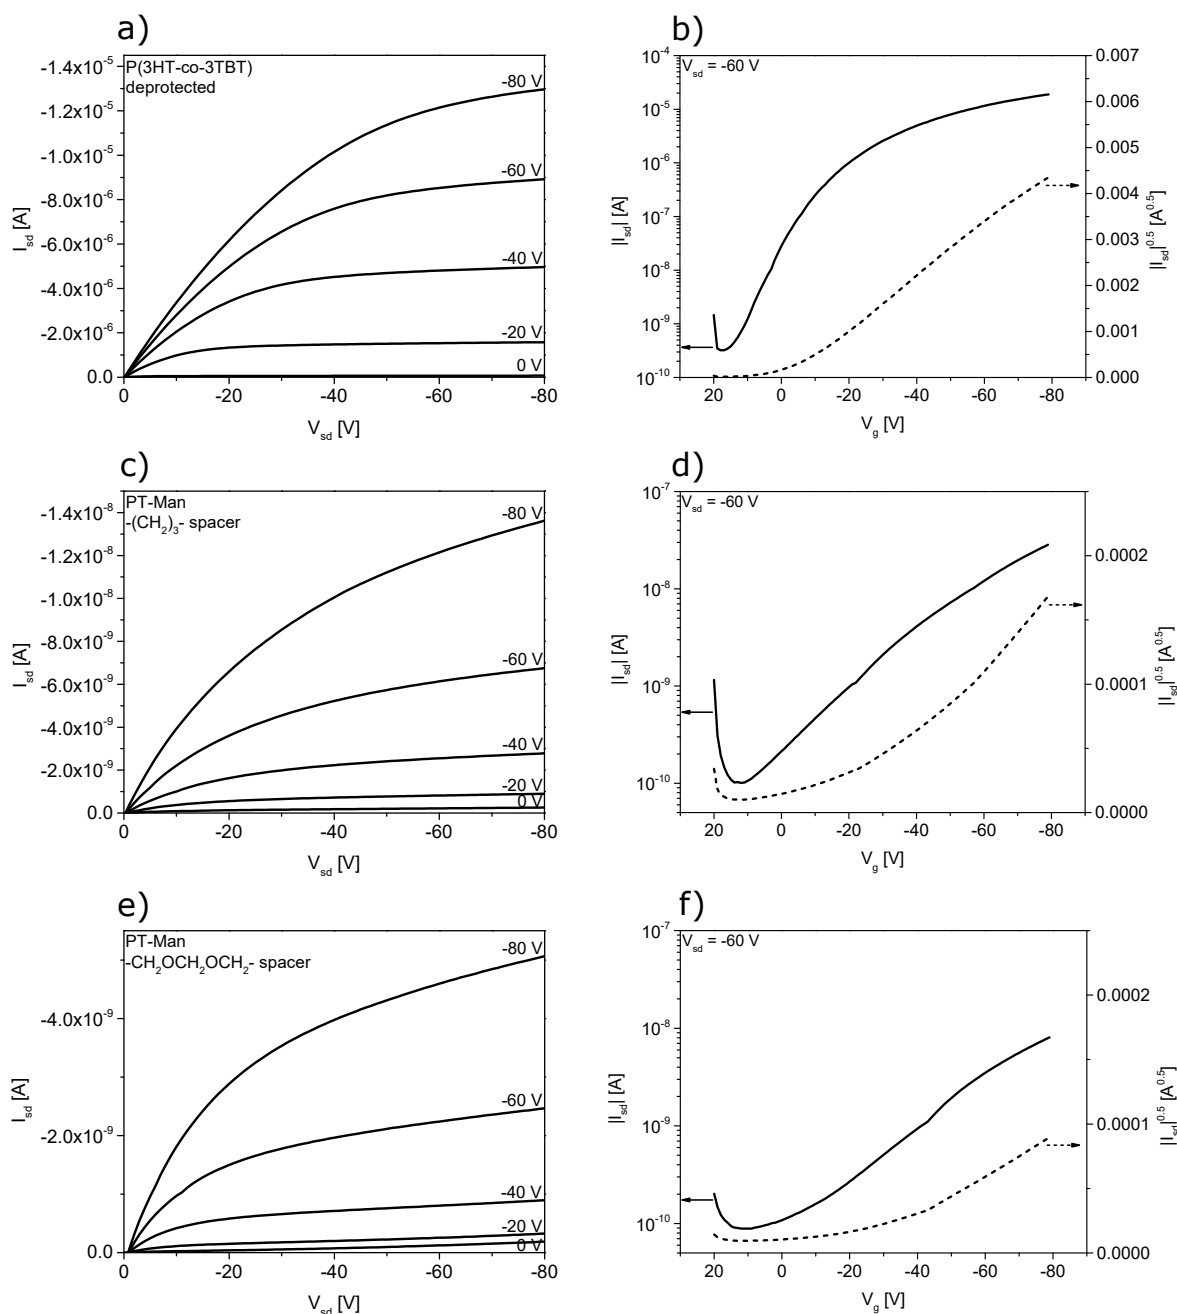 a)
P(3HT-co-3TBT)
deprotected
-1.4x10⁻⁵
-1.2x10⁻⁵
-1.0x10⁻⁵
-8.0x10⁻⁶
-6.0x10⁻⁶
-4.0x10⁻⁶
-2.0x10⁻⁶
0.0
I_sd [A]
-80 V
-60 V
-40 V
-20 V
0 V
0 -20 -40 -60 -80
V_sd [V]
b)
V_sd = -60 V
10⁻⁴
10⁻⁵
10⁻⁶
10⁻⁷
10⁻⁸
10⁻⁹
10⁻¹⁰
|I_sd| [A]
0.007
0.006
0.005
0.004
0.003
0.002
0.001
0.000
|I_sd|^0.5 [A^0.5]
20 0 -20 -40 -60 -80
V_g [V]
c)
PT-Man
-(CH₂)₃- spacer
-1.4x10⁻⁸
-1.2x10⁻⁸
-1.0x10⁻⁸
-8.0x10⁻⁹
-6.0x10⁻⁹
-4.0x10⁻⁹
-2.0x10⁻⁹
0.0
I_sd [A]
-80 V
-60 V
-40 V
-20 V
0 V
0 -20 -40 -60 -80
V_sd [V]
d)
V_sd = -60 V
10⁻⁷
10⁻⁸
10⁻⁹
10⁻¹⁰
|I_sd| [A]
0.0002
0.0001
0.0000
|I_sd|^0.5 [A^0.5]
20 0 -20 -40 -60 -80
V_g [V]
e)
PT-Man
-CH₂OCH₂OCH₂- spacer
-4.0x10⁻⁹
-2.0x10⁻⁹
0.0
I_sd [A]
-80 V
-60 V
-40 V
-20 V
0 V
0 -20 -40 -60 -80
V_sd [V]
f)
V_sd = -60 V
10⁻⁷
10⁻⁸
10⁻⁹
10⁻¹⁰
|I_sd| [A]
0.0002
0.0001
0.0000
|I_sd|^0.5 [A^0.5]
20 0 -20 -40 -60 -80
V_g [V]